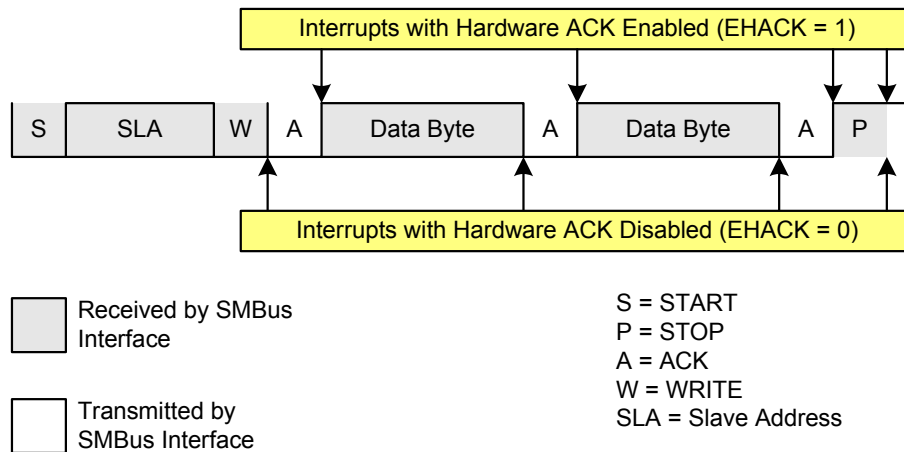 Interrupts with Hardware ACK Enabled (EHACK = 1)
S SLA W A Data Byte A Data Byte A P
Interrupts with Hardware ACK Disabled (EHACK = 0)
Received by SMBus
Interface
Transmitted by
SMBus Interface
S = START
P = STOP
A = ACK
W = WRITE
SLA = Slave Address